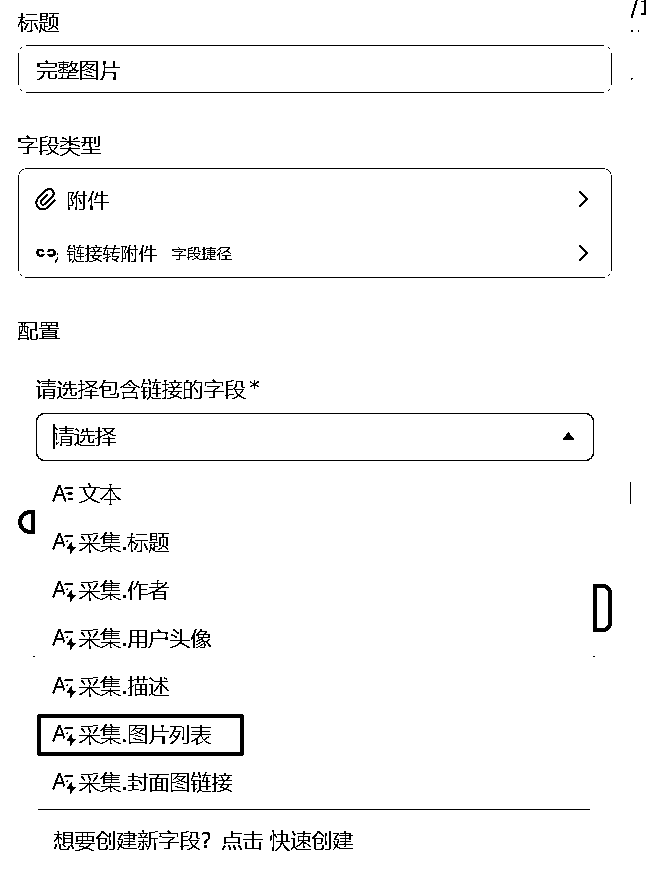 标题
完整图片
字段类型
附件
链接转附件 字段捷径
配置
请选择包含链接的字段*
请选择
文本
采集.标题
采集.作者
采集.用户头像
采集.描述
采集.图片列表
采集.封面图链接
想要创建新字段？点击 快速创建